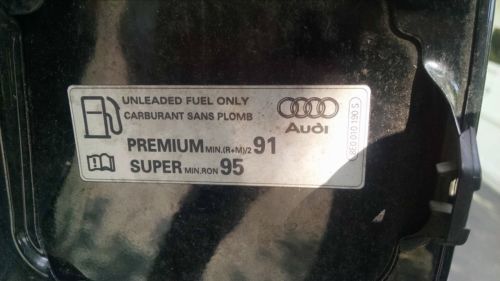 UNLEADED FUEL ONLY
CARBURANT SANS PLOMB
Audi
PREMIUM MIN.(R+M)/2 91
SUPER MIN.RON 95